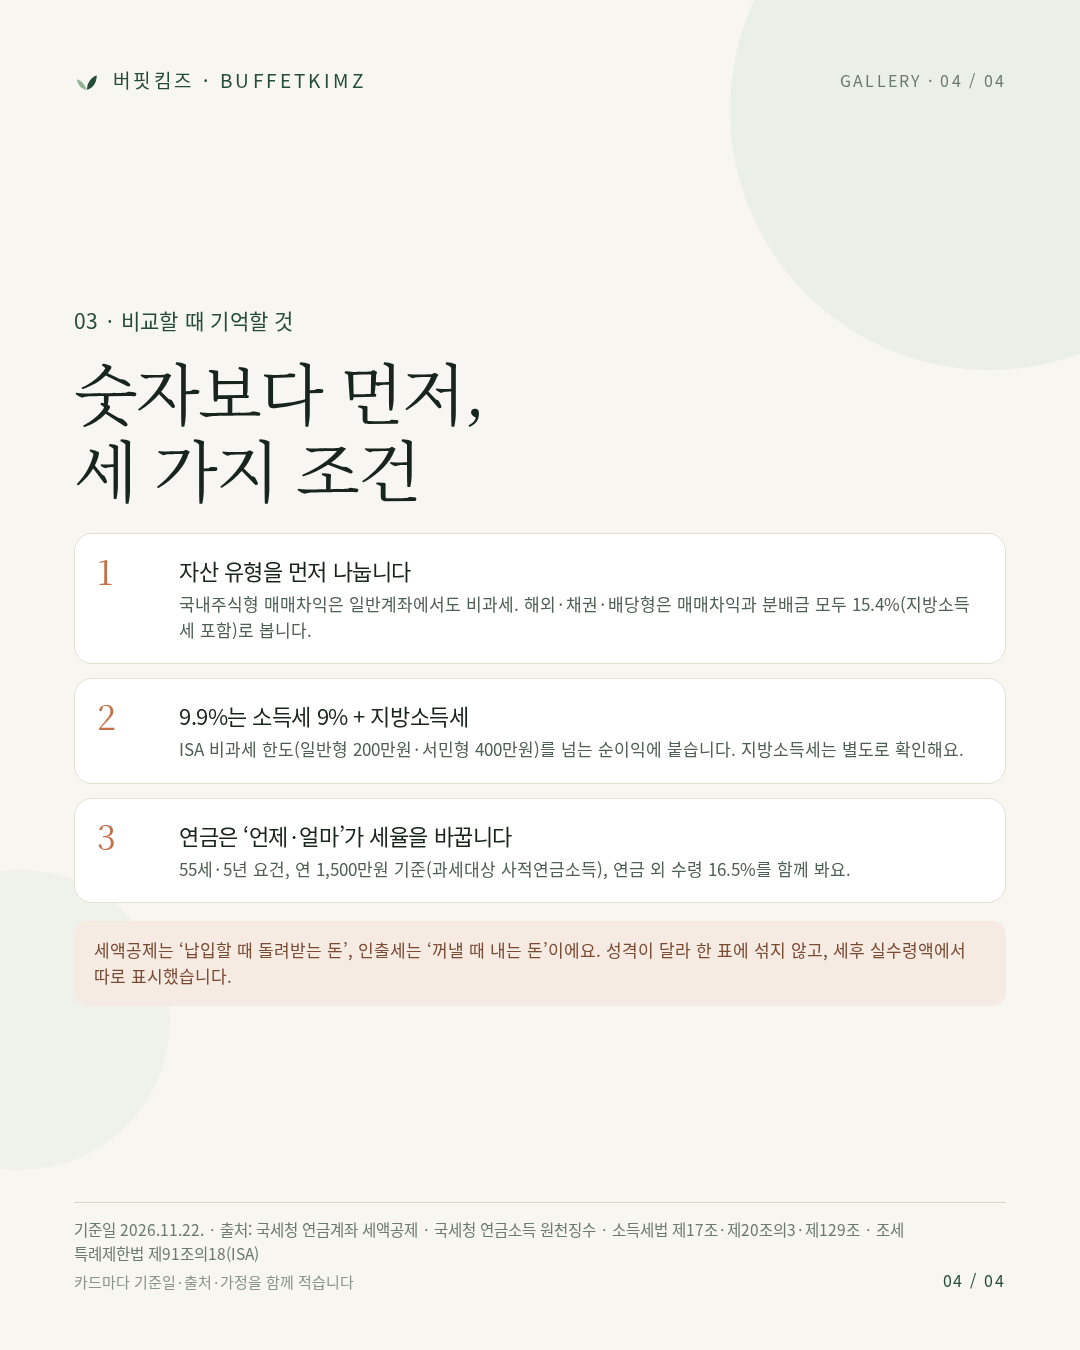 버핏킴즈 · BUFFETKIMZ
GALLERY · 04 / 04
03 · 비교할 때 기억할 것
숫자보다 먼저,
세 가지 조건
1
자산 유형을 먼저 나눕니다
국내주식형 매매차익은 일반계좌에서도 비과세. 해외·채권·배당형은 매매차익과 분배금 모두 15.4%(지방소득
세 포함)로 봅니다.
2
9.9%는 소득세 9% + 지방소득세
ISA 비과세 한도(일반형 200만원·서민형 400만원)를 넘는 순이익에 붙습니다. 지방소득세는 별도로 확인해요.
3
연금은 ‘언제·얼마’가 세율을 바꿉니다
55세·5년 요건, 연 1,500만원 기준(과세대상 사적연금소득), 연금 외 수령 16.5%를 함께 봐요.
세액공제는 ‘납입할 때 돌려받는 돈’, 인출세는 ‘꺼낼 때 내는 돈’이에요. 성격이 달라 한 표에 섞지 않고, 세후 실수령액에서
따로 표시했습니다.
기준일 2026.11.22. · 출처: 국세청 연금계좌 세액공제 · 국세청 연금소득 원천징수 · 소득세법 제17조·제20조의3·제129조 · 조세
특례제한법 제91조의18(ISA)
카드마다 기준일·출처·가정을 함께 적습니다
04 / 04